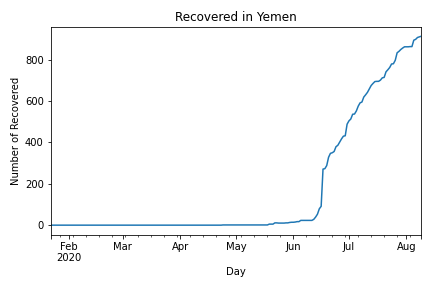 Recovered in Yemen
Number of Recovered
800
600
400
200
0
Feb
2020
Mar
Apr
May
Jun
Jul
Aug
Day